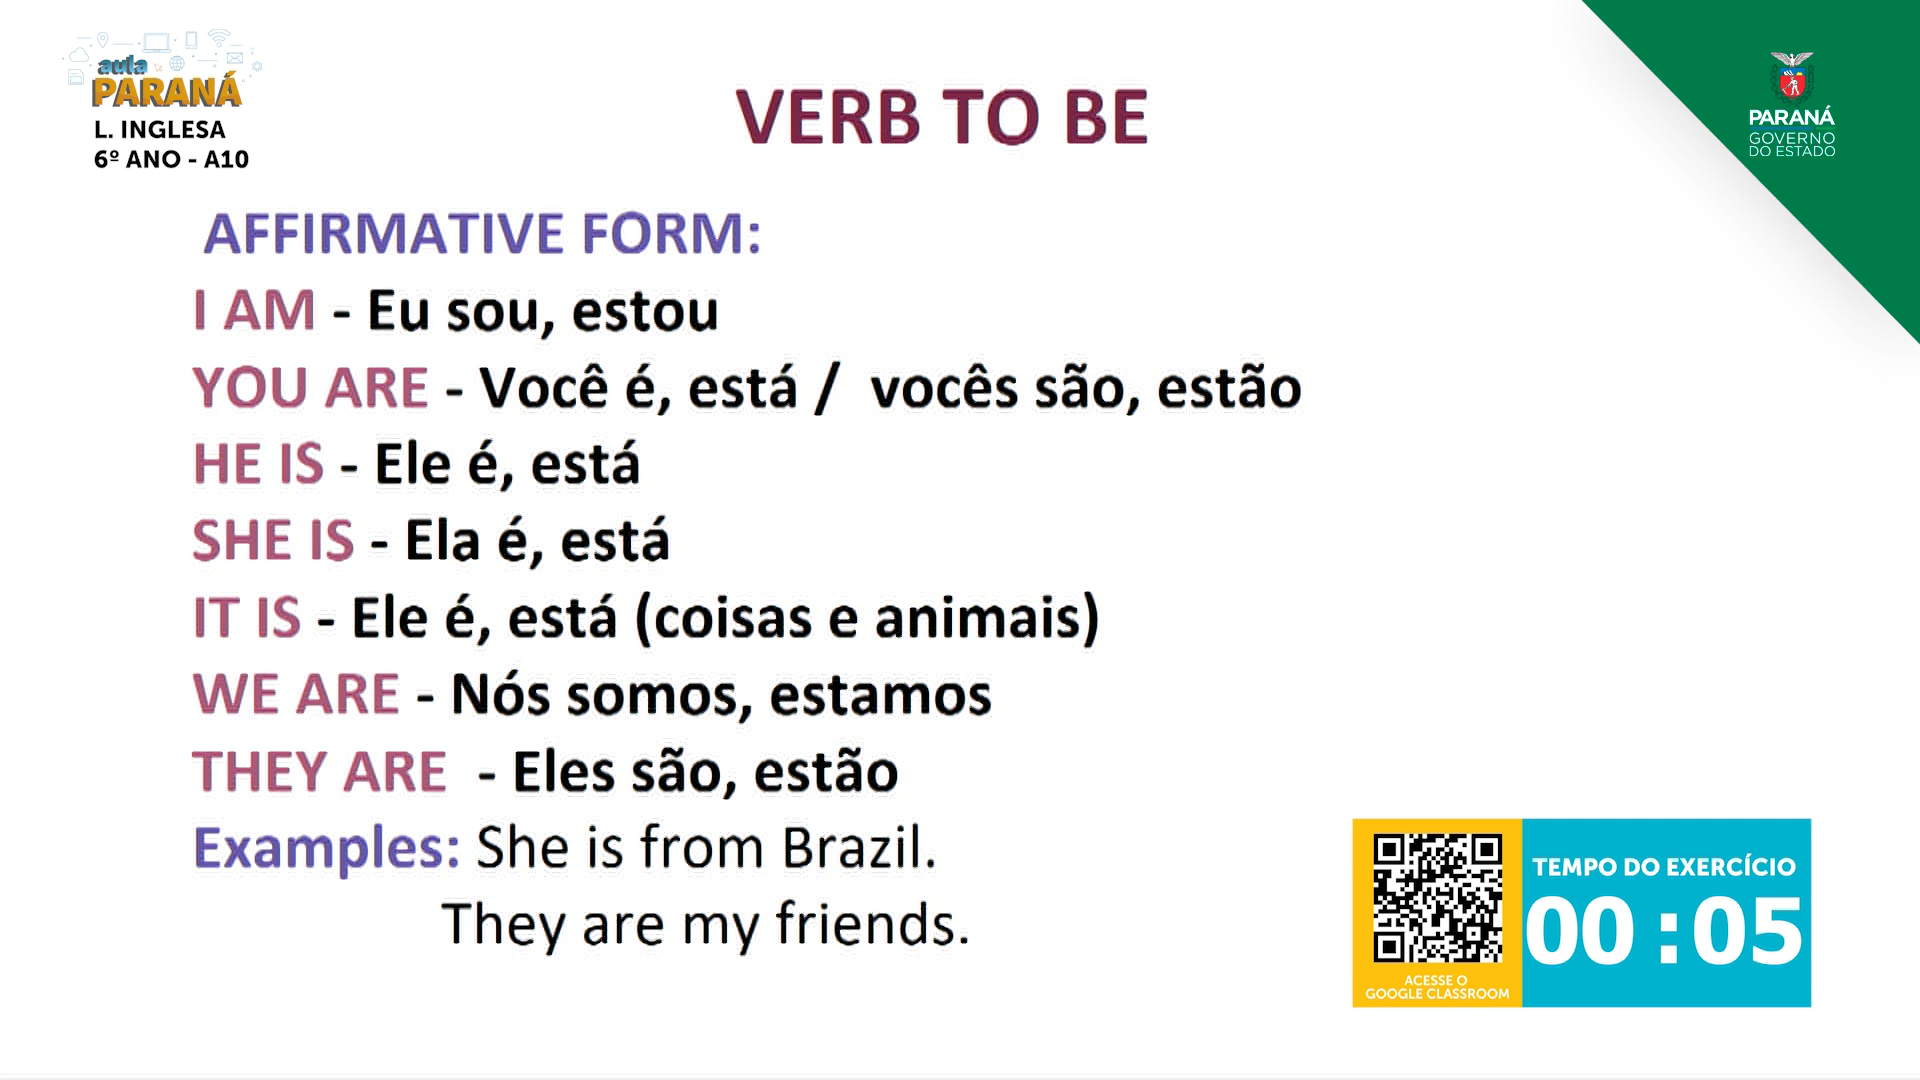 aula
PARANÁ
L. INGLESA
6º ANO - A10
VERB TO BE
PARANÁ
GOVERNO
DO ESTADO
AFFIRMATIVE FORM:
I AM - Eu sou, estou
YOU ARE - Você é, está / vocês são, estão
HE IS - Ele é, está
SHE IS - Ela é, está
IT IS - Ele é, está (coisas e animais)
WE ARE - Nós somos, estamos
THEY ARE - Eles são, estão
Examples: She is from Brazil.
They are my friends.
TEMPO DO EXERCÍCIO
00:05
ACESSE O
GOOGLE CLASSROOM